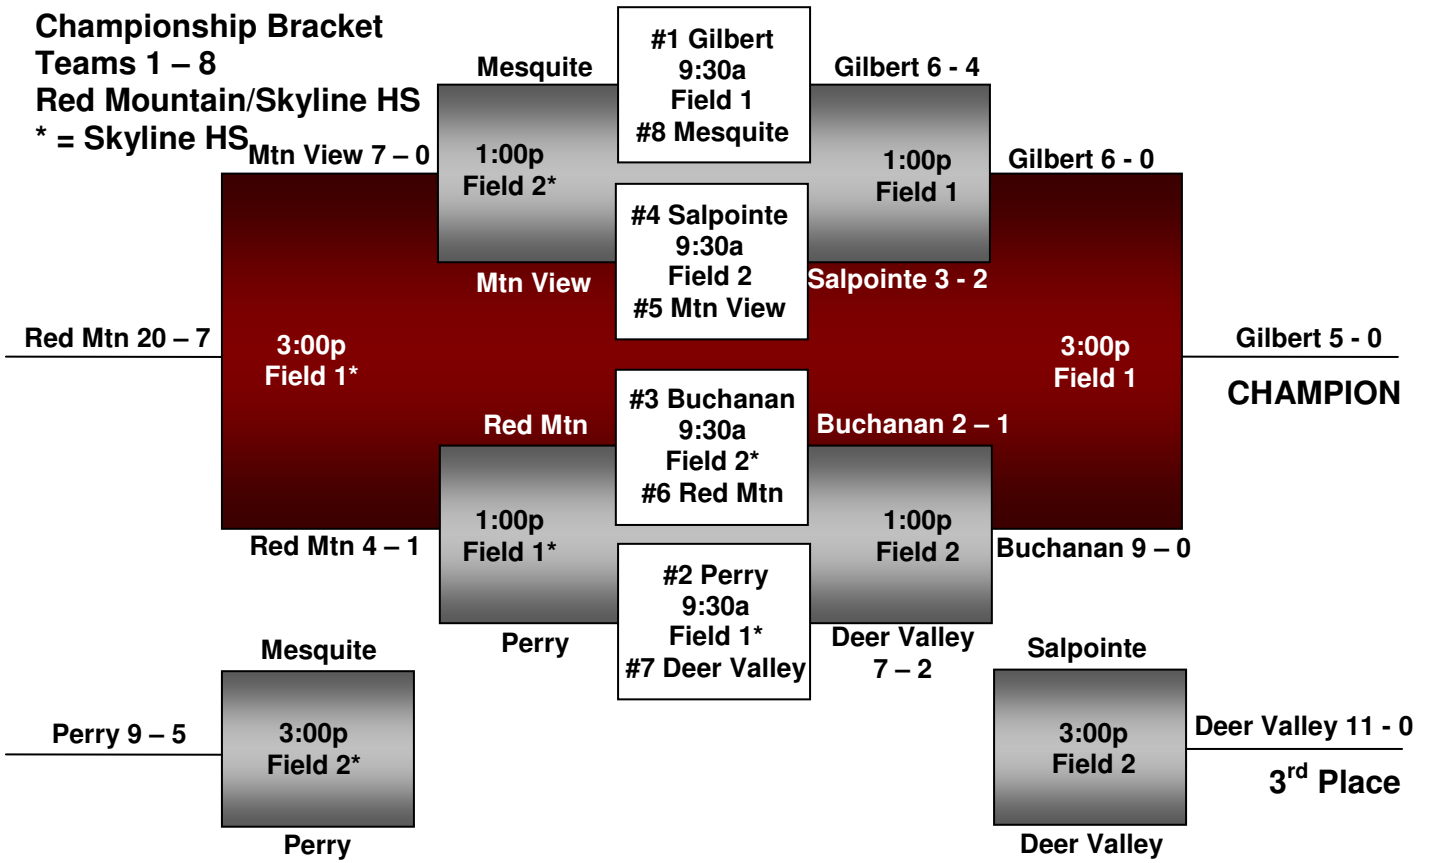 Championship Bracket
Teams 1 – 8
Red Mountain/Skyline HS
* = Skyline HS
Mesquite
#1 Gilbert
9:30a
Field 1
#8 Mesquite
Gilbert 6 - 4
Mtn View 7 – 0
1:00p
Field 2*
1:00p
Field 1
Gilbert 6 - 0
#4 Salpointe
9:30a
Field 2
#5 Mtn View
Mtn View
Salpointe 3 - 2
Red Mtn 20 – 7
3:00p
Field 1*
3:00p
Field 1
Gilbert 5 - 0
CHAMPION
Red Mtn
#3 Buchanan
9:30a
Field 2*
#6 Red Mtn
Buchanan 2 – 1
Red Mtn 4 – 1
1:00p
Field 1*
1:00p
Field 2
Buchanan 9 – 0
#2 Perry
9:30a
Field 1*
#7 Deer Valley
Perry
Deer Valley
7 – 2
Mesquite
Salpointe
Perry 9 – 5
3:00p
Field 2*
3:00p
Field 2
Deer Valley 11 - 0
3rd Place
Perry
Deer Valley